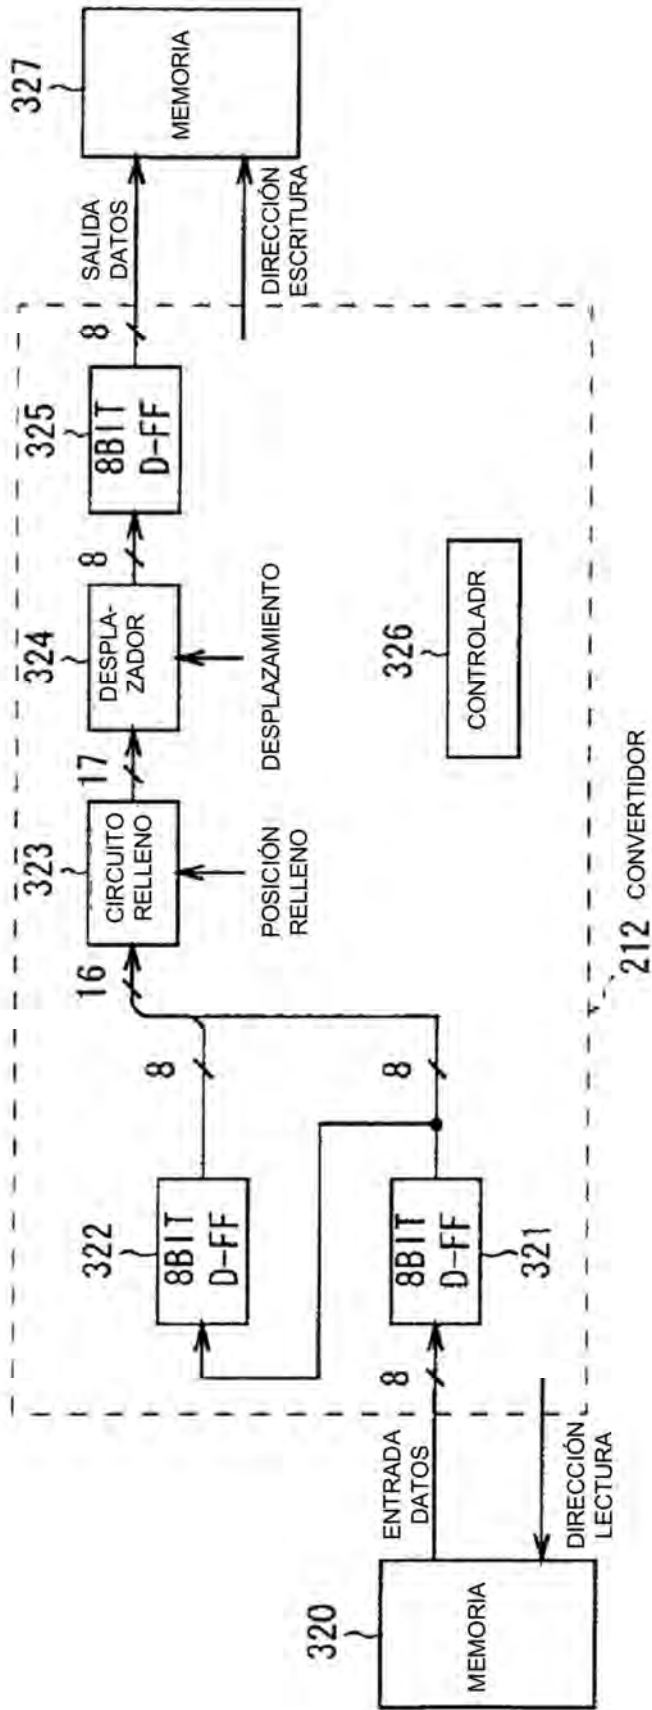 320
MEMORIA
ENTRADA
DATOS
8
DIRECCIÓN
LECTURA
322
8BIT
D-FF
8BIT
D-FF
321
8
8
16
323
CIRCUITO
RELLENO
POSICIÓN
RELLENO
17
324
DESPLA-
ZADOR
DESPLAZAMIENTO
8
325
8BIT
D-FF
326
CONTROLADR
212 CONVERTIDOR
8
SALIDA
DATOS
DIRECCIÓN
ESCRITURA
327
MEMORIA